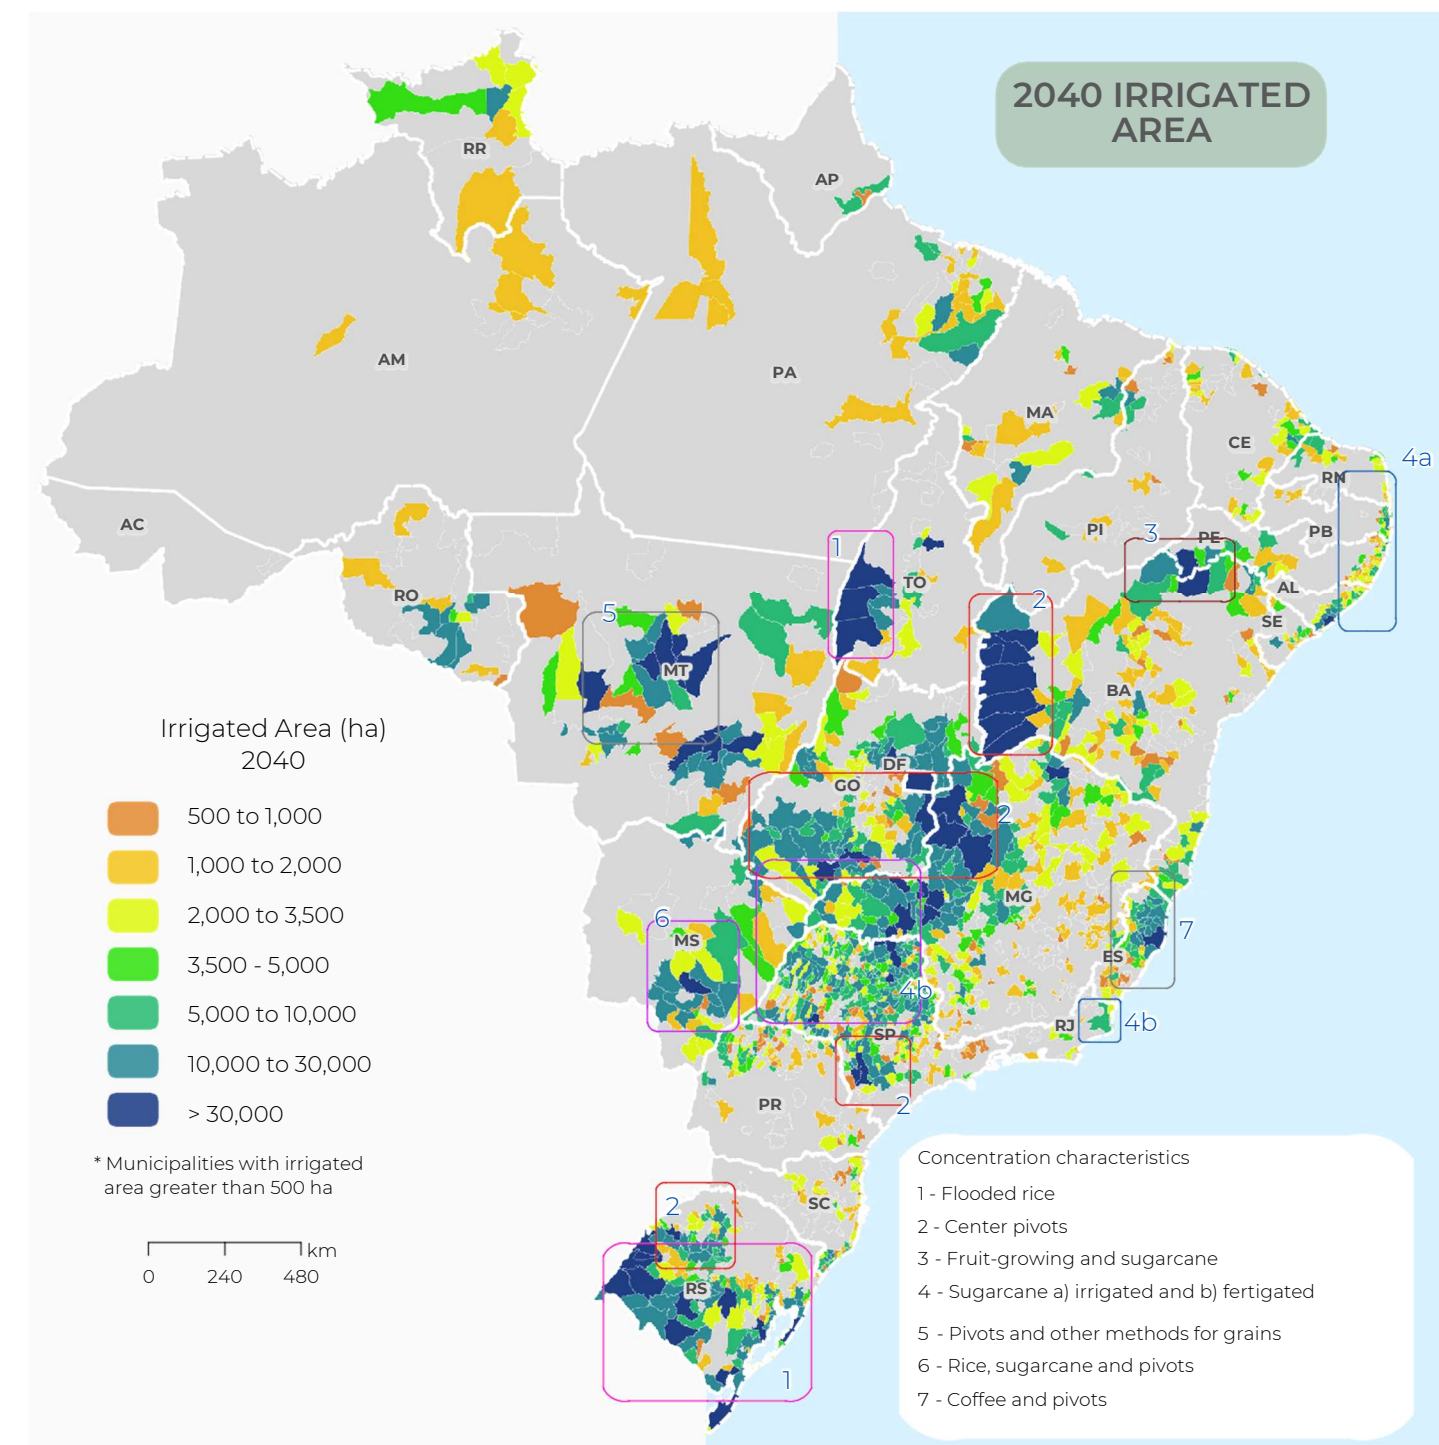 2040 IRRIGATED
AREA
RR
AP
AM
PA
MA
CE
RN
4a
AC
PI
PE
PB
3
1
TO
AL
RO
2
SE
5
MT
BA
DF
GO
2
MG
6
MS
7
ES
4b
RJ
4b
SP
PR
2
SC
2
RS
1
Irrigated Area (ha)
2040
500 to 1,000
1,000 to 2,000
2,000 to 3,500
3,500 - 5,000
5,000 to 10,000
10,000 to 30,000
> 30,000
* Municipalities with irrigated
area greater than 500 ha
km
0 240 480
Concentration characteristics
1 - Flooded rice
2 - Center pivots
3 - Fruit-growing and sugarcane
4 - Sugarcane a) irrigated and b) fertigated
5 - Pivots and other methods for grains
6 - Rice, sugarcane and pivots
7 - Coffee and pivots